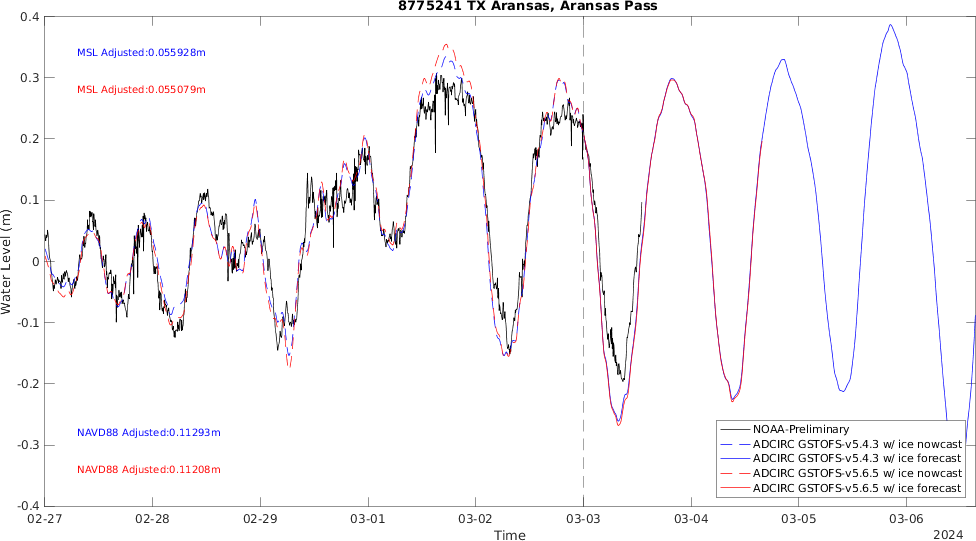 8775241 TX Aransas, Aransas Pass
0.4
0.3
0.2
0.1
0
-0.1
-0.2
-0.3
-0.4
Water Level (m)
MSL Adjusted:0.055928m
MSL Adjusted:0.055079m
NAVD88 Adjusted:0.11293m
NAVD88 Adjusted:0.11208m
NOAA-Preliminary
ADCIRC GSTOFS-v5.4.3 w/ ice nowcast
ADCIRC GSTOFS-v5.4.3 w/ ice forecast
ADCIRC GSTOFS-v5.6.5 w/ ice nowcast
ADCIRC GSTOFS-v5.6.5 w/ ice forecast
02-27 02-28 02-29 03-01 03-02 03-03 03-04 03-05 03-06
Time
2024